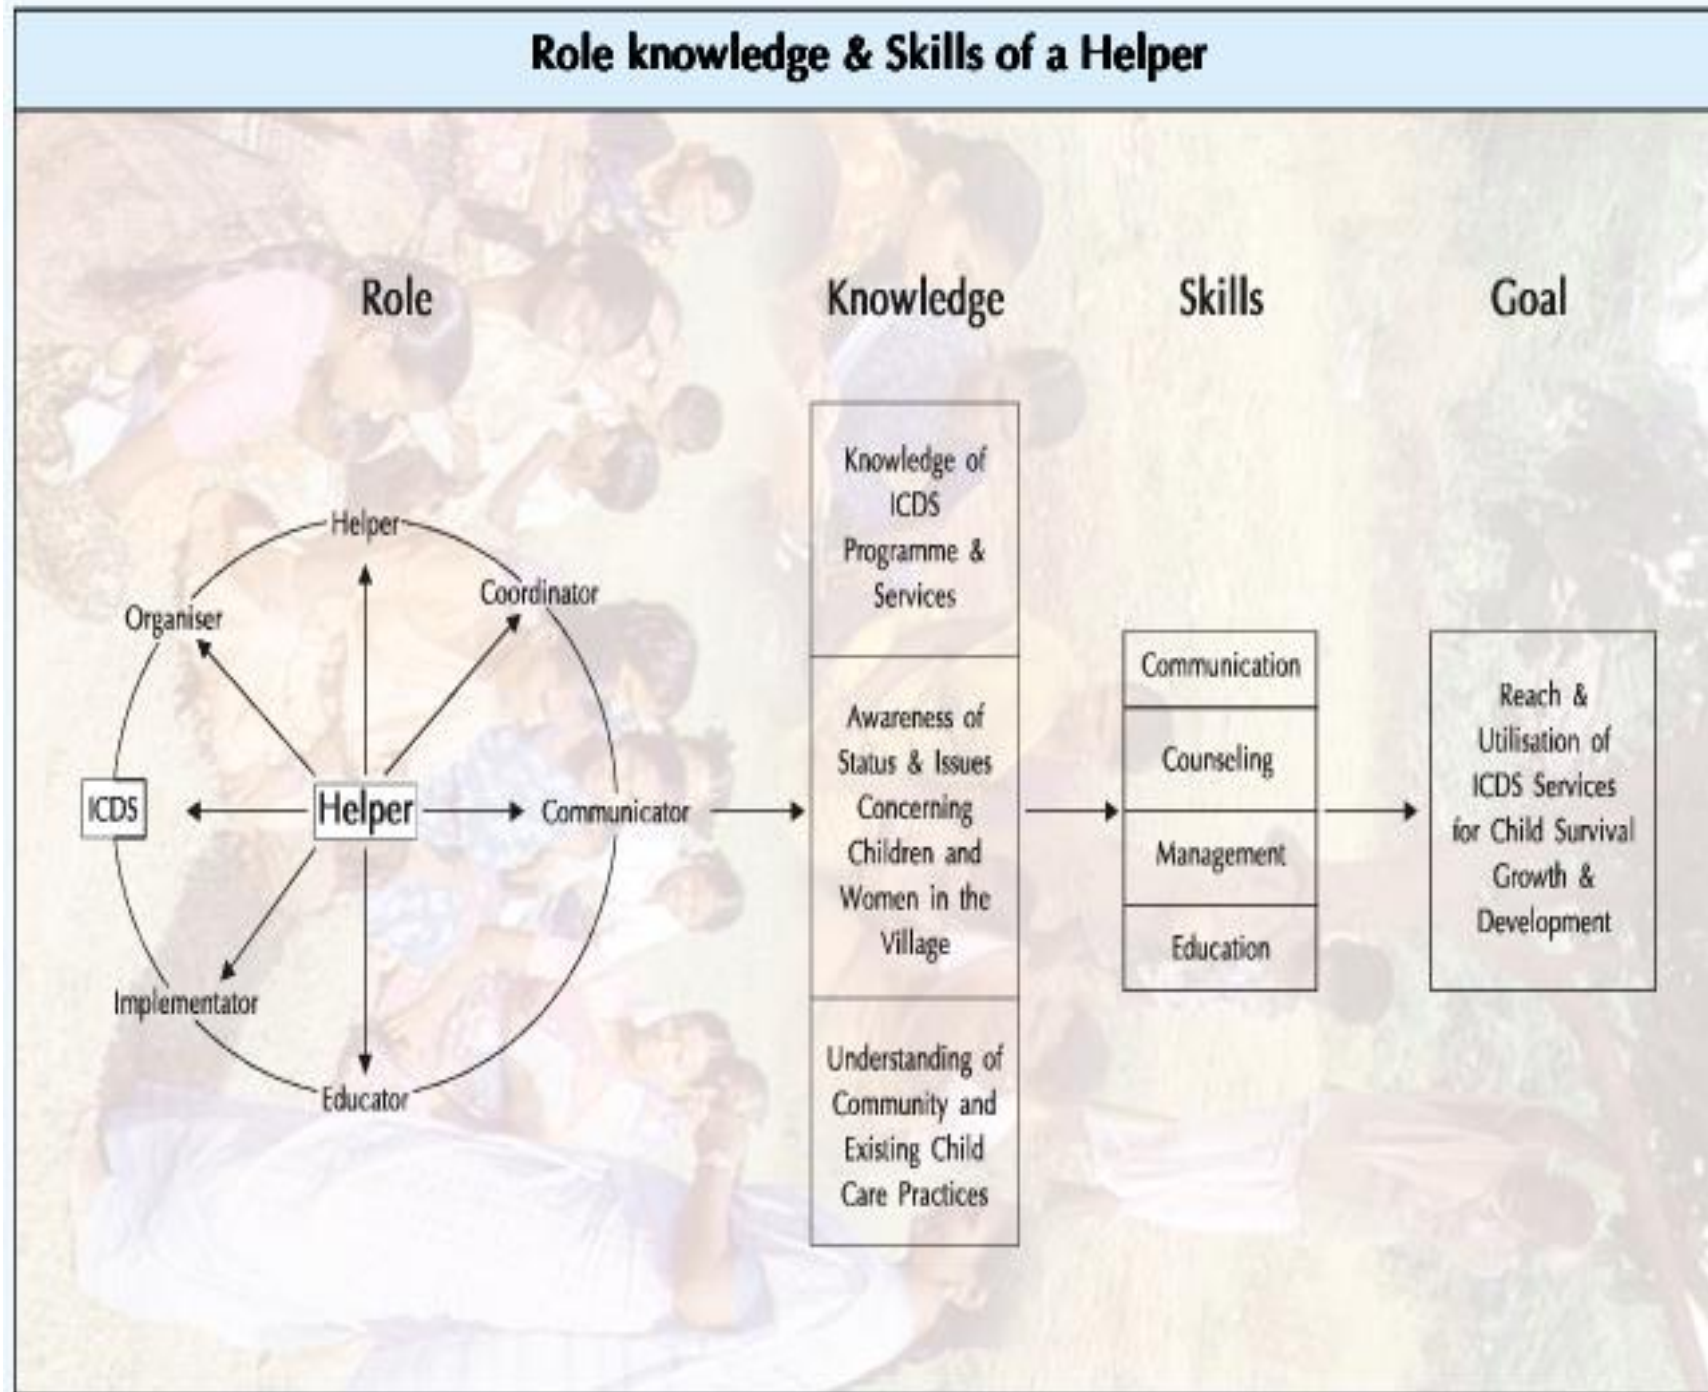 Role knowledge & Skills of a Helper
Role
Knowledge
Skills
Goal
Helper
Coordinator
Organiser
ICDS
Helper
Communicator
Implementator
Educator
Knowledge of
ICDS
Programme &
Services
Awareness of
Status & Issues
Concerning
Children and
Women in the
Village
Understanding of
Community and
Existing Child
Care Practices
Communication
Counseling
Management
Education
Reach &
Utilisation of
ICDS Services
for Child Survival
Growth &
Development